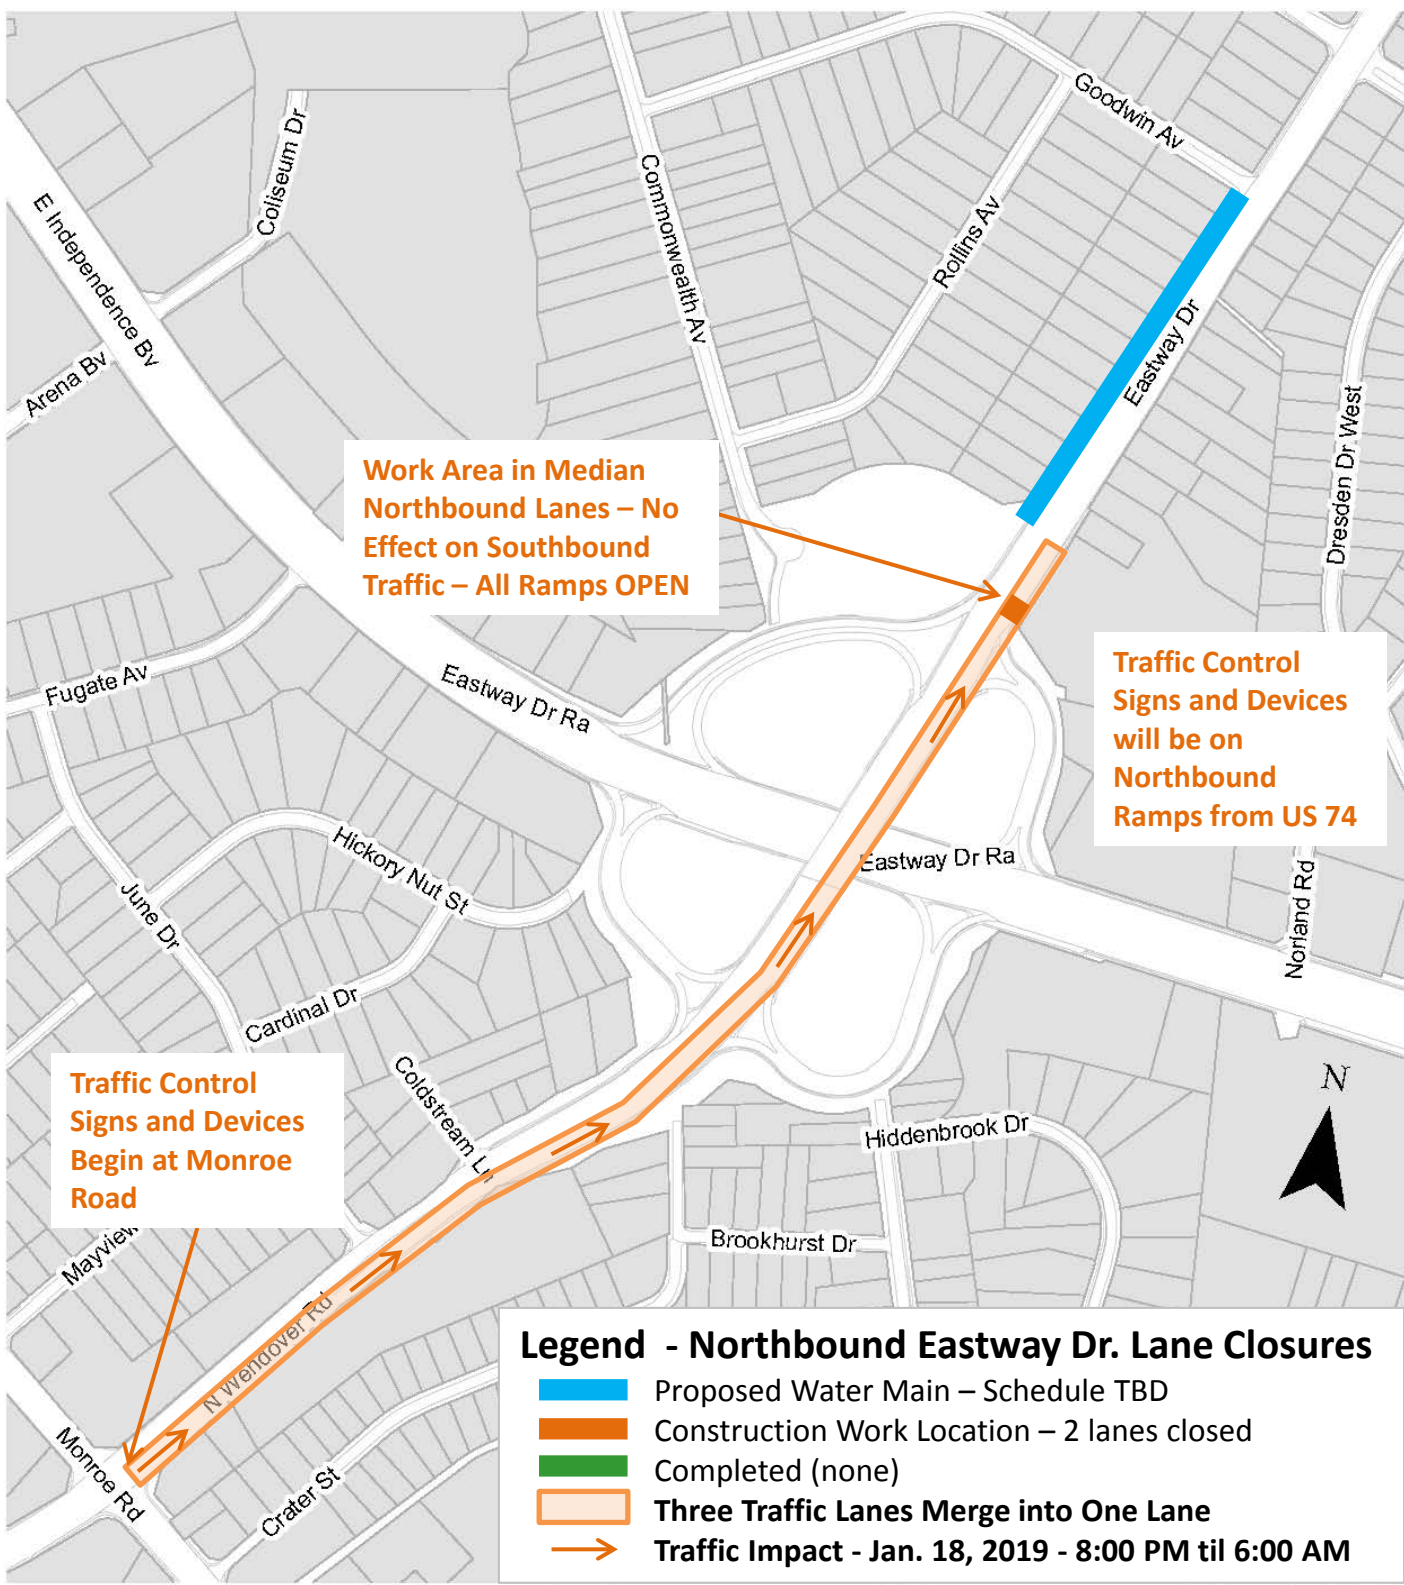 Goodwin Av
Coliseum Dr
Commonwealth Av
E Independence Bv
Rollins Av
Eastway Dr
Arena Bv
Dresden Dr West
Work Area in Median
Northbound Lanes – No
Effect on Southbound
Traffic – All Ramps OPEN
Traffic Control
Signs and Devices
will be on
Northbound
Ramps from US 74
Fugate Av
Eastway Dr Ra
Hickory Nut St
Eastway Dr Ra
June Dr
Norland Rd
Cardinal Dr
Coldstream Ln
Traffic Control
Signs and Devices
Begin at Monroe
Road
N
Hiddenbrook Dr
Mayview
Brookhurst Dr
N Wendover Rd
Monroe Rd
Crater St
Legend - Northbound Eastway Dr. Lane Closures
Proposed Water Main – Schedule TBD
Construction Work Location – 2 lanes closed
Completed (none)
Three Traffic Lanes Merge into One Lane
Traffic Impact - Jan. 18, 2019 - 8:00 PM til 6:00 AM